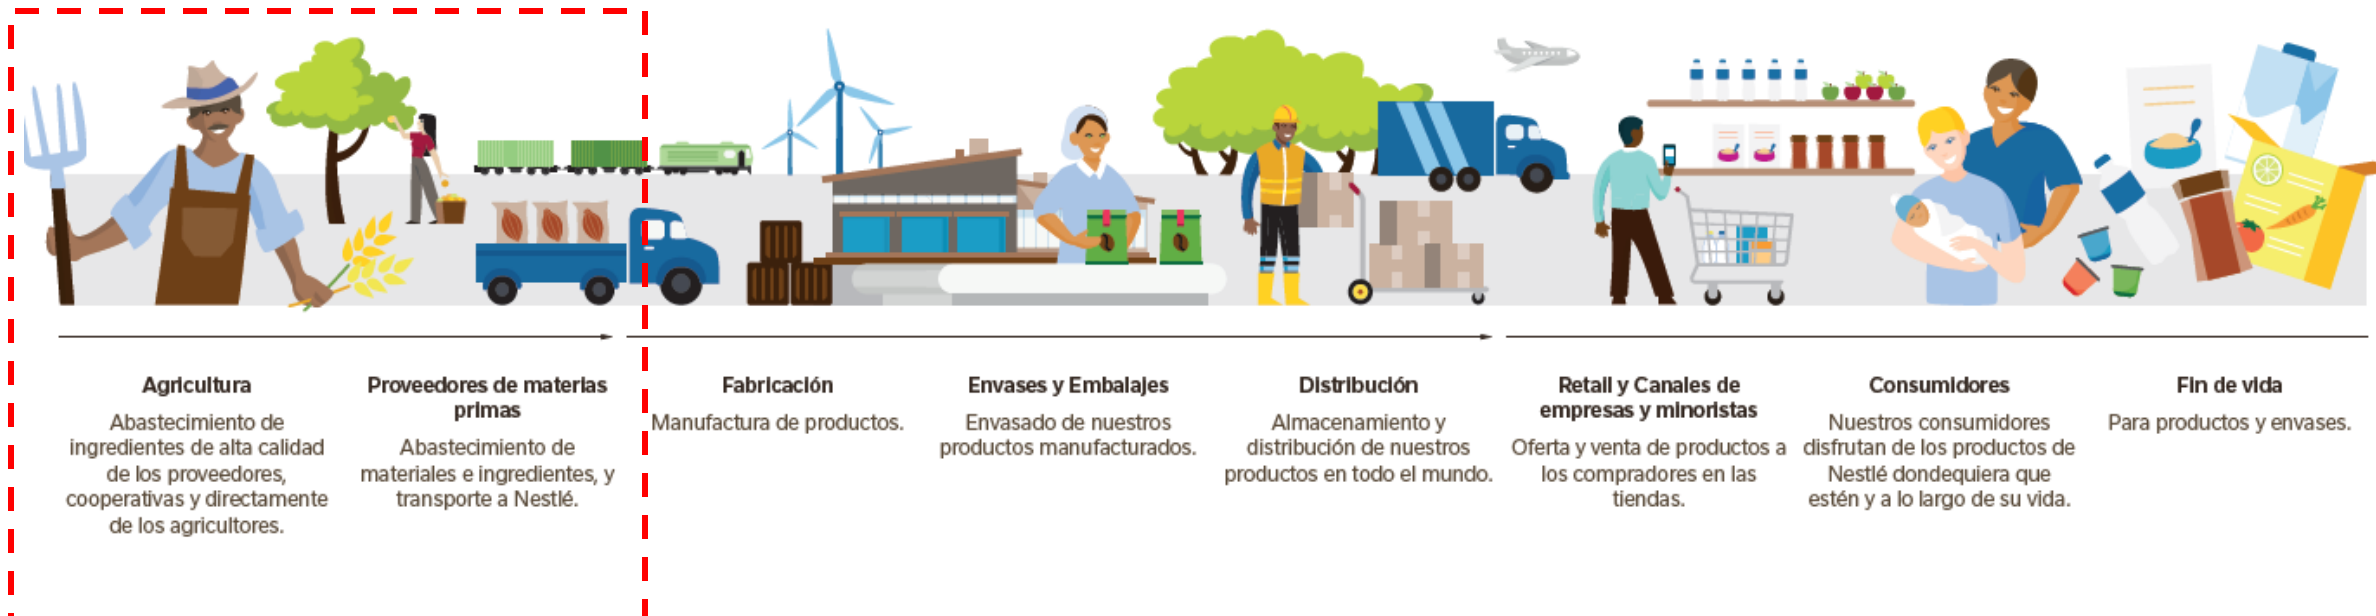 Agricultura
Abastecimiento de
ingredientes de alta calidad
de los proveedores,
cooperativas y directamente
de los agricultores.
Proveedores de materias
primas
Abastecimiento de
materiales e ingredientes, y
transporte a Nestlé.
Fabricación
Manufactura de productos.
Envases y Embalajes
Envasado de nuestros
productos manufacturados.
Distribución
Almacenamiento y
distribución de nuestros
productos en todo el mundo.
Retail y Canales de
empresas y minoristas
Oferta y venta de productos a
los compradores en las
tiendas.
Consumidores
Nuestros consumidores
disfrutan de los productos de
Nestlé dondequiera que
estén y a lo largo de su vida.
Fin de vida
Para productos y envases.